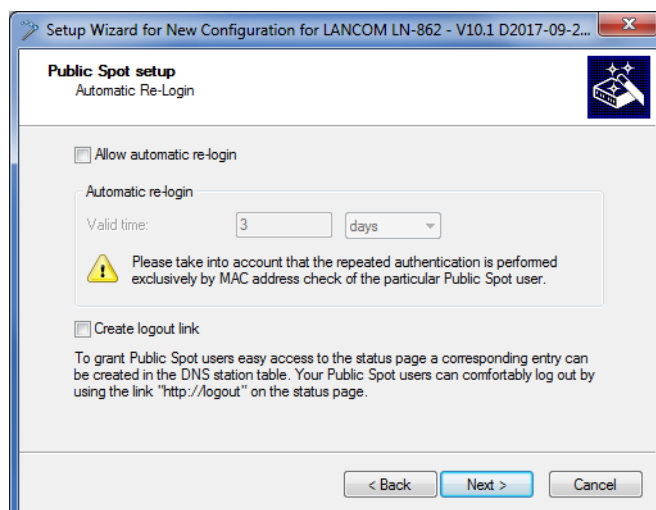 Setup Wizard for New Configuration for LANCOM LN-862 - V10.1 D2017-09-2...
Public Spot setup
Automatic Re-Login
Allow automatic re-login
Automatic re-login
Valid time:
3
days
Please take into account that the repeated authentication is performed
exclusively by MAC address check of the particular Public Spot user.
Create logout link
To grant Public Spot users easy access to the status page a corresponding entry can
be created in the DNS station table. Your Public Spot users can comfortably log out by
using the link "http://logout" on the status page.
< Back
Next >
Cancel